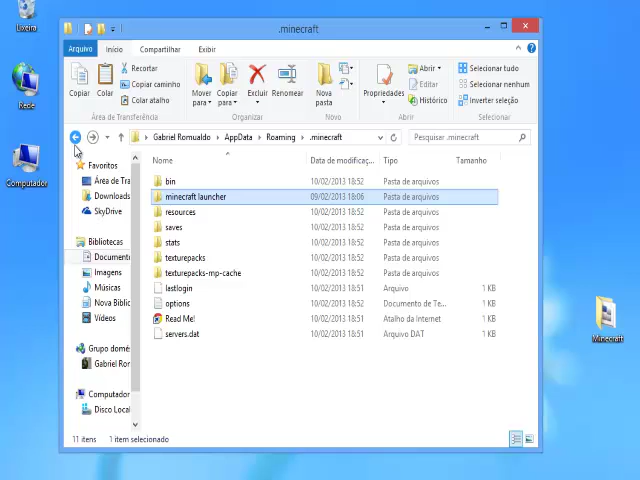 Lixeira
Rede
Computador
Minecraft
.minecraft
Arquivo Início Compartilhar Exibir
Copiar Colar Recortar
Copiar caminho
Colar atalho
Mover para Copiar para Excluir Renomear
Nova pasta
Propriedades
Abrir
Editar
Histórico
Selecionar tudo
Selecionar nenhum
Inverter seleção
Área de Transferência Organizar Novo Abrir Selecionar
Gabriel Romualdo AppData Roaming .minecraft Pesquisar .minecraft
Favoritos
Área de Tra
Downloads
SkyDrive
Bibliotecas
Document
Imagens
Músicas
Nova Biblic
Vídeos
Grupo domé
Gabriel Ro
Computador
Disco Local
Nome Data de modificaç... Tipo Tamanho
bin 10/02/2013 18:52 Pasta de arquivos
minecraft launcher 09/02/2013 18:06 Pasta de arquivos
resources 10/02/2013 18:52 Pasta de arquivos
saves 10/02/2013 18:52 Pasta de arquivos
stats 10/02/2013 18:52 Pasta de arquivos
texturepacks 10/02/2013 18:52 Pasta de arquivos
texturepacks-mp-cache 10/02/2013 18:52 Pasta de arquivos
lastlogin 10/02/2013 18:51 Arquivo 1 KB
options 10/02/2013 18:52 Documento de Te... 1 KB
Read Me! 10/02/2013 18:51 Atalho da Internet 1 KB
servers.dat 10/02/2013 18:51 Arquivo DAT 1 KB
11 itens 1 item selecionado